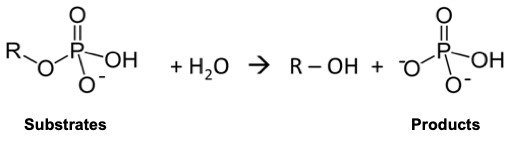 O O
R O P OH O⁻ + H₂O → R – OH + ⁻O P OH O⁻
Substrates Products